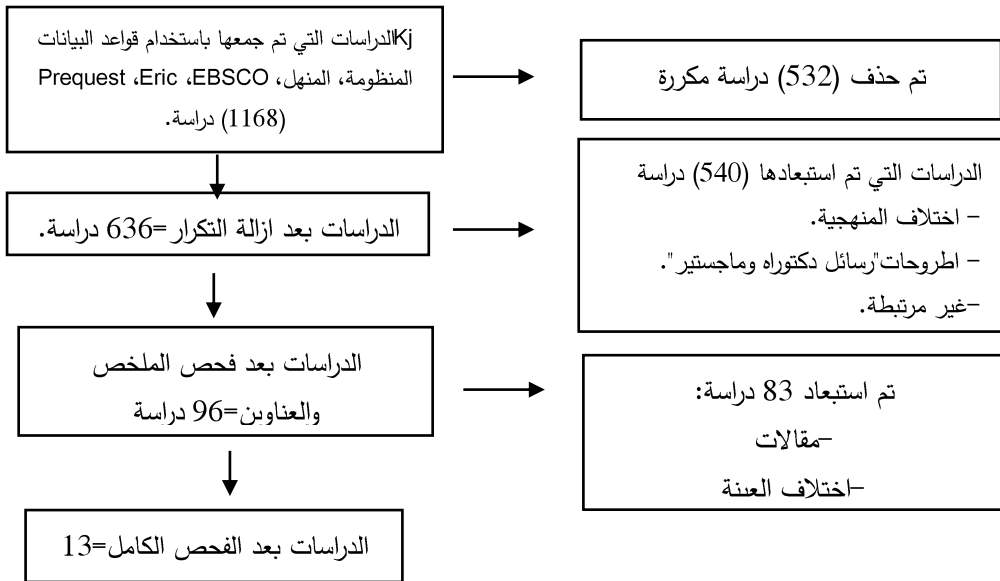 Kjالدراسات التي تم جمعها باستخدام قواعد البيانات
المنظومة، المنهل، Prequest ،Eric ،EBSCO
(1168) دراسة.
تم حذف (532) دراسة مكررة
الدراسات بعد ازالة التكرار =636 دراسة.
الدراسات التي تم استبعادها (540) دراسة
– اختلاف المنهجية.
– اطروحات"رسائل دكتوراه وماجستير".
–غير مرتبطة.
الدراسات بعد فحص الملخص
والعناوين=96 دراسة
تم استبعاد 83 دراسة:
–مقالات
–اختلاف العينة
الدراسات بعد الفحص الكامل=13